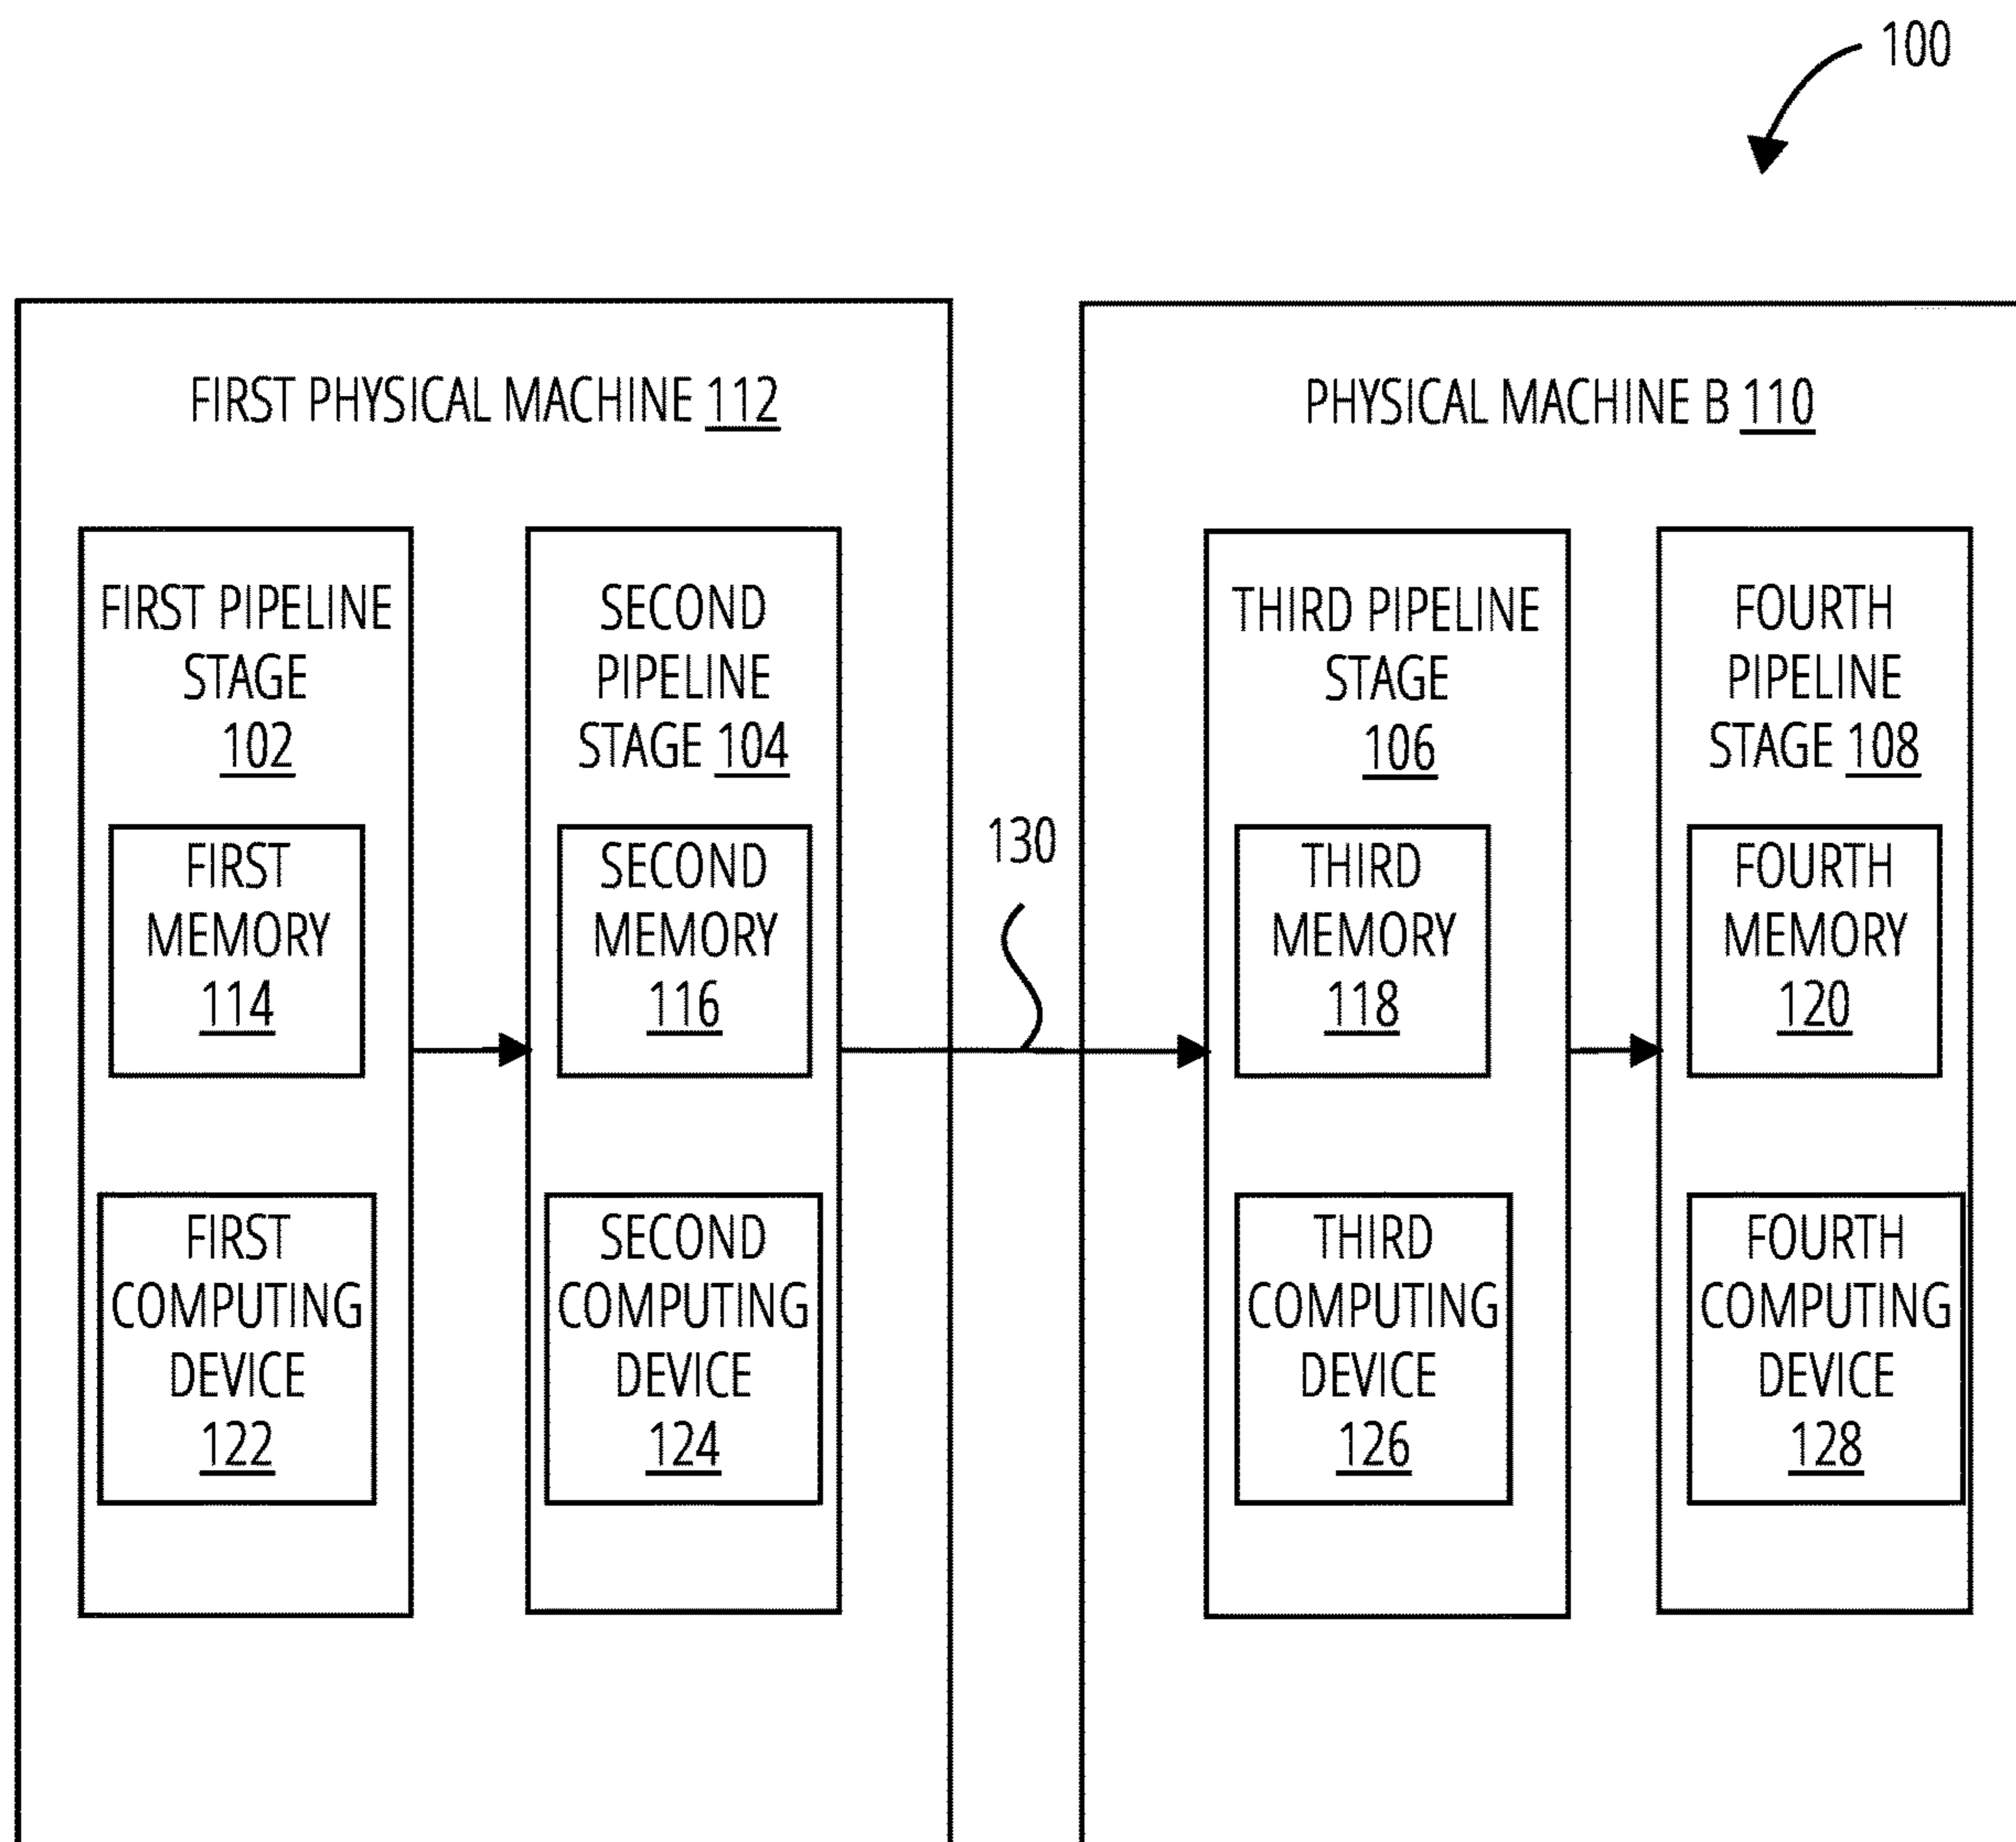 100
FIRST PHYSICAL MACHINE 112
PHYSICAL MACHINE B 110
FIRST PIPELINE
STAGE
102
FIRST
MEMORY
114
FIRST
COMPUTING
DEVICE
122
SECOND
PIPELINE
STAGE 104
SECOND
MEMORY
116
SECOND
COMPUTING
DEVICE
124
130
THIRD PIPELINE
STAGE
106
THIRD
MEMORY
118
THIRD
COMPUTING
DEVICE
126
FOURTH
PIPELINE
STAGE 108
FOURTH
MEMORY
120
FOURTH
COMPUTING
DEVICE
128